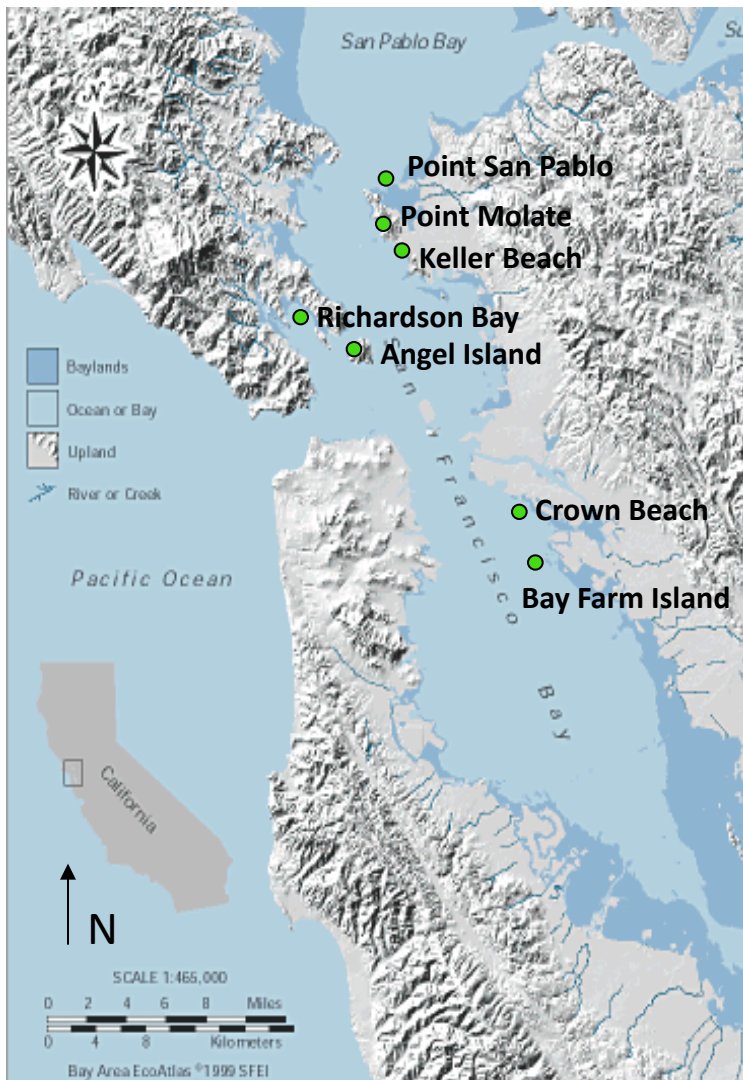 San Pablo Bay
Su
N
Point San Pablo
Point Molate
Keller Beach
Richardson Bay
Angel Island
San Francisco Bay
Baylands
Ocean or Bay
Upland
River or Creek
Crown Beach
Pacific Ocean
Bay Farm Island
California
N
SCALE 1:465,000
0 2 4 6 8 Miles
0 4 8 Kilometers
Bay Area EcoAtlas ©1999 SFEI